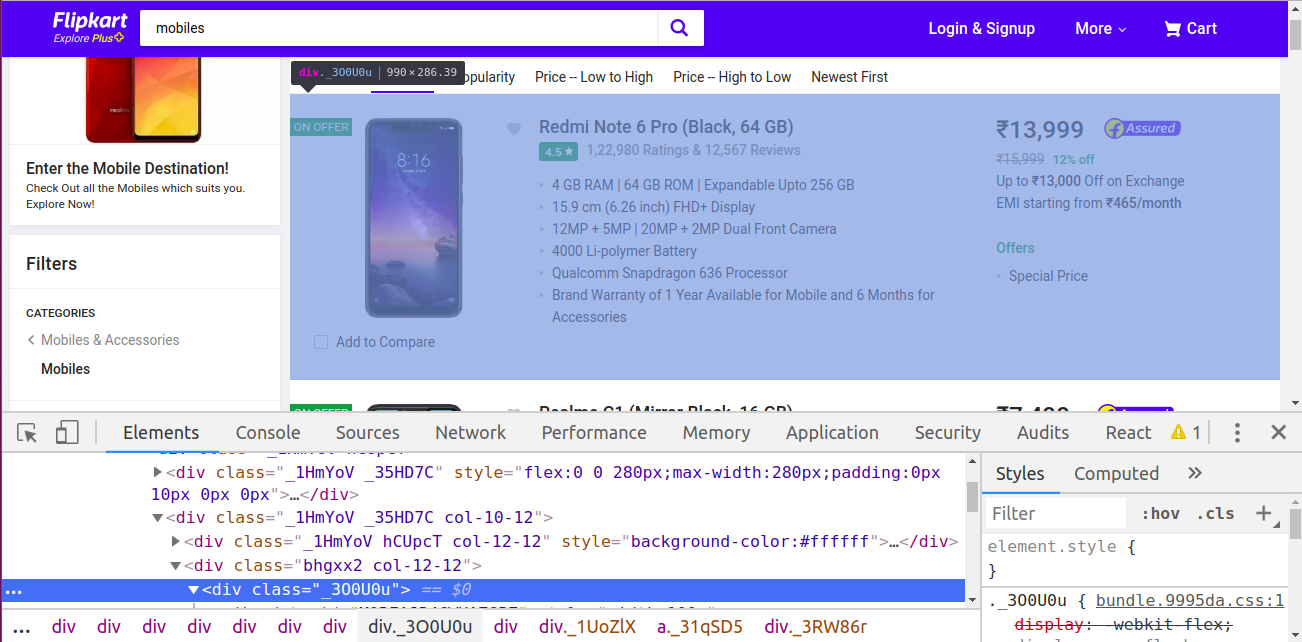 Flipkart
Explore Plus
mobiles
Login & Signup
More
Cart
div._3O0U0u | 990 × 286.39
opularity
Price -- Low to High
Price -- High to Low
Newest First
realme
Enter the Mobile Destination!
Check Out all the Mobiles which suits you.
Explore Now!
Filters
CATEGORIES
Mobiles & Accessories
Mobiles
ON OFFER
8:16
Add to Compare
Redmi Note 6 Pro (Black, 64 GB)
4.5★
1,22,980 Ratings & 12,567 Reviews
4 GB RAM | 64 GB ROM | Expandable Upto 256 GB
15.9 cm (6.26 inch) FHD+ Display
12MP + 5MP | 20MP + 2MP Dual Front Camera
4000 Li-polymer Battery
Qualcomm Snapdragon 636 Processor
Brand Warranty of 1 Year Available for Mobile and 6 Months for
Accessories
₹13,999
Assured
₹15,999 12% off
Up to ₹13,000 Off on Exchange
EMI starting from ₹465/month
Offers
Special Price
ON OFFER
Realme C1 (Mirror Black, 16 GB)
Elements
Console
Sources
Network
Performance
Memory
Application
Security
Audits
React
1
<div class="_1HmYoV _35HD7C" style="flex:0 0 280px;max-width:280px;padding:0px
10px 0px 0px">…</div>
<div class="_1HmYoV _35HD7C col-10-12">
<div class="_1HmYoV hCUpcT col-12-12" style="background-color:#ffffff">…</div>
<div class="bhgxx2 col-12-12">
... <div class="_3O0U0u"> == $0
... div div div div div div div div._3O0U0u div div._1UoZlX a._31qSD5 div._3RW86r
Styles
Computed
»
Filter
:hov .cls +
element.style {
}
._3O0U0u { bundle.9995da.css:1
display: -webkit-flex;